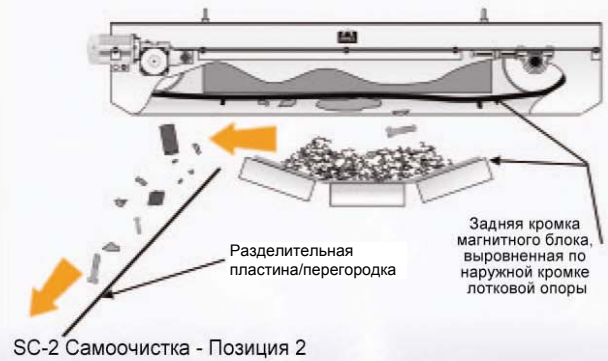 Разделительная
пластина/перегородка
Задняя кромка
магнитного блока,
выровненная по
наружной кромке
лотковой опоры
SC-2 Самоочистка - Позиция 2